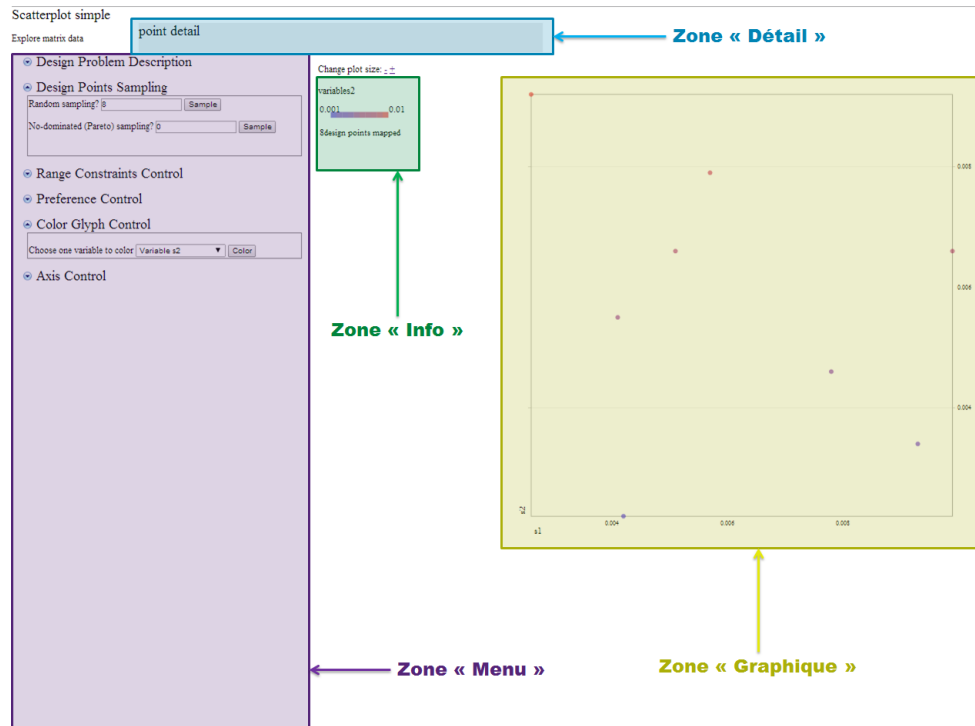 Scatterplot simple
Explore matrix data
point detail
Zone « Détail »
Design Problem Description
Design Points Sampling
Random sampling? 8 Sample
No-dominated (Pareto) sampling? 0 Sample
Range Constraints Control
Preference Control
Color Glyph Control
Choose one variable to color Variable s2 Color
Axis Control
Change plot size: - +
variables2
0.001 0.01
8design points mapped
Zone « Info »
0.008
0.006
0.004
s2
s1
0.004 0.006 0.008
Zone « Menu »
Zone « Graphique »